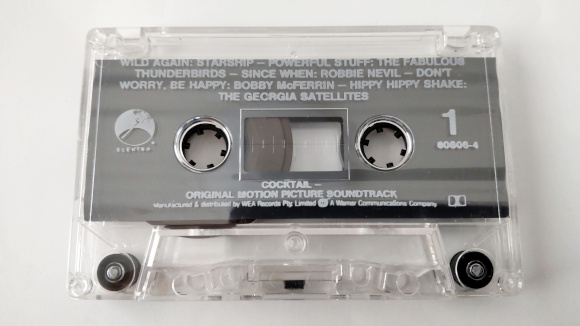 WILD AGAIN: STARSHIP — POWERFUL STUFF: THE FABULOUS
THUNDERBIRDS — SINCE WHEN: ROBBIE NEVIL — DON'T
WORRY, BE HAPPY: BOBBY McFERRIN — HIPPY HIPPY SHAKE:
THE GEORGIA SATELLITES
ELEKTRA
1
60806-4
COCKTAIL —
ORIGINAL MOTION PICTURE SOUNDTRACK
Manufactured & distributed by WEA Records Pty. Limited A Warner Communications Company